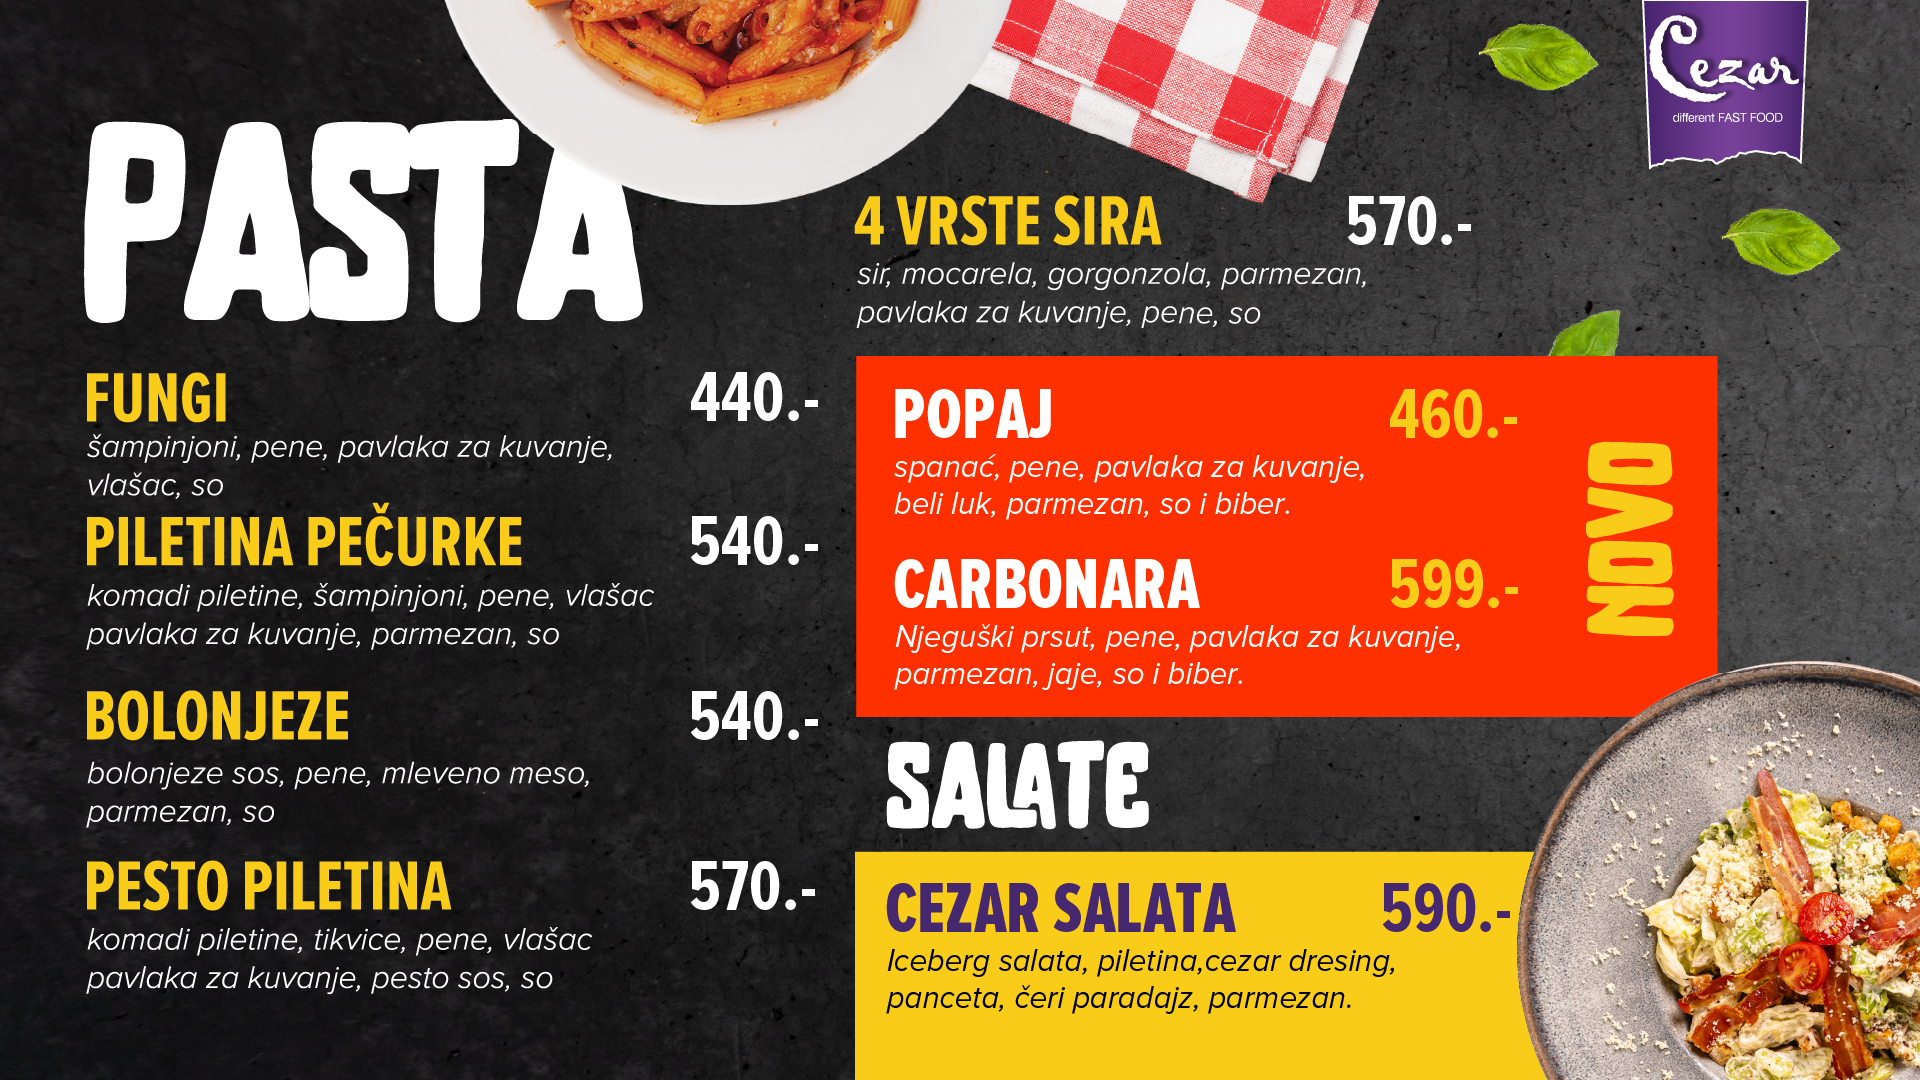 Cezar
different FAST FOOD
PASTA
FUNGI 440.-
šampinjoni, pene, pavlaka za kuvanje,
vlašac, so
PILETINA PEČURKE 540.-
komadi piletine, šampinjoni, pene, vlašac
pavlaka za kuvanje, parmezan, so
BOLONJEZE 540.-
bolonjeze sos, pene, mleveno meso,
parmezan, so
PESTO PILETINA 570.-
komadi piletine, tikvice, pene, vlašac
pavlaka za kuvanje, pesto sos, so
4 VRSTE SIRA 570.-
sir, mocarela, gorgonzola, parmezan,
pavlaka za kuvanje, pene, so
POPAJ 460.-
spanać, pene, pavlaka za kuvanje,
beli luk, parmezan, so i biber.
CARBONARA 599.-
Njeguški prsut, pene, pavlaka za kuvanje,
parmezan, jaje, so i biber.
NOVO
SALATE
CEZAR SALATA 590.-
Iceberg salata, piletina,cezar dresing,
panceta, čeri paradajz, parmezan.